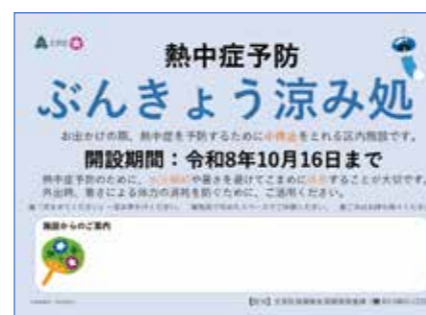 熱中症予防
ぶんきょう涼み処
お出かけの際、熱中症を予防するために小休止をとれる区内施設です。
開設期間：令和8年10月16日まで
熱中症予防のために、水分補給や暑さを避けてこまめに休憩することが大切です。
外出時、暑さによる体力の消耗を防ぐために、ご活用ください。
施設からのご案内